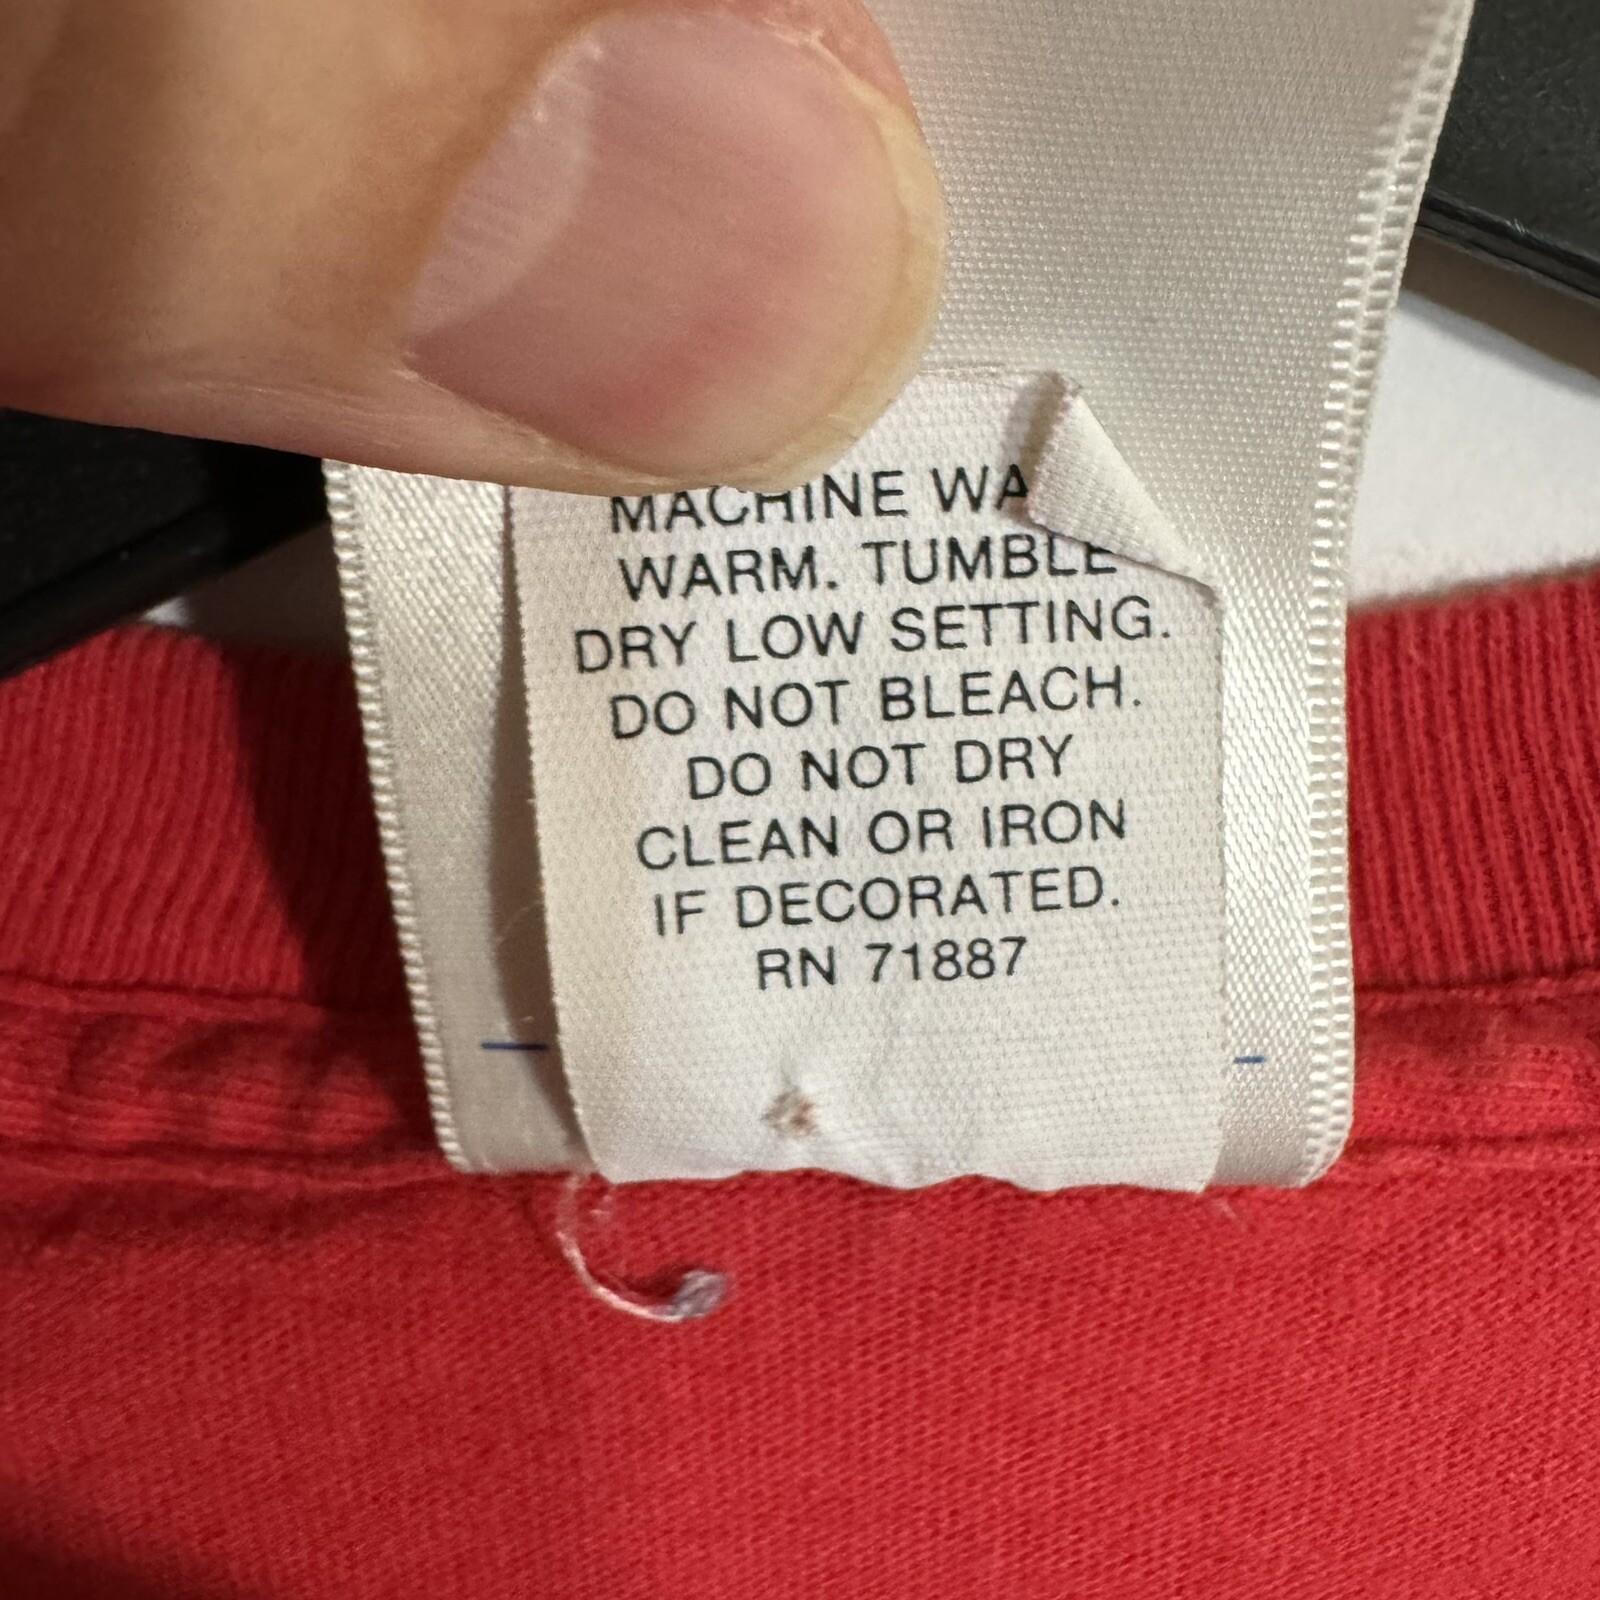 MACHINE WA
WARM. TUMBLE
DRY LOW SETTING.
DO NOT BLEACH.
DO NOT DRY
CLEAN OR IRON
IF DECORATED.
RN 71887